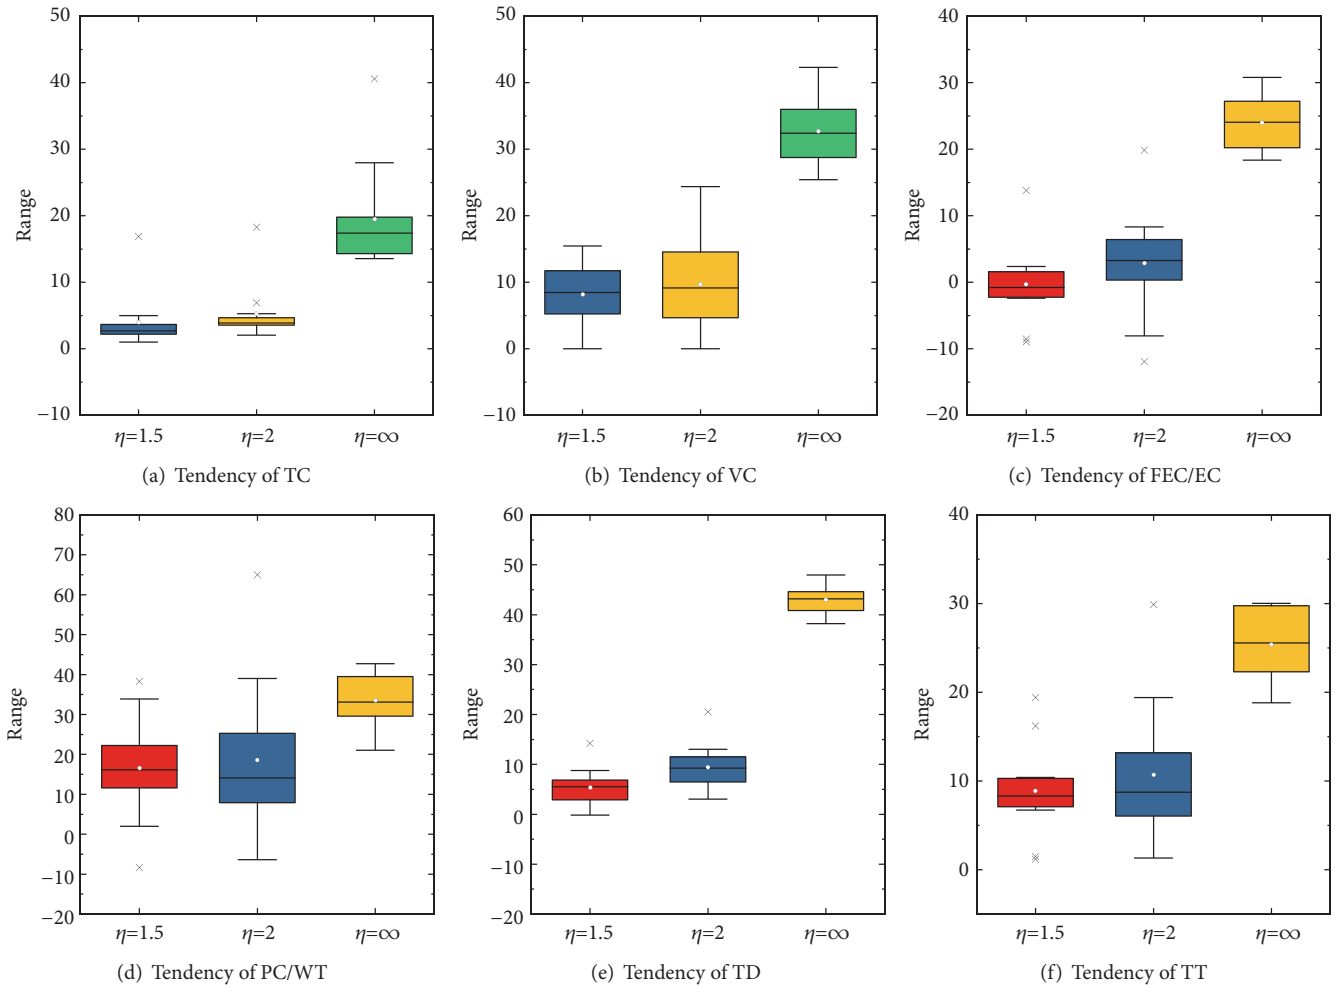 50
40
30
20
10
0
−10
Range
η=1.5
η=2
η=∞
(a) Tendency of TC
50
40
30
20
10
0
−10
Range
η=1.5
η=2
η=∞
(b) Tendency of VC
40
30
20
10
0
−10
−20
Range
η=1.5
η=2
η=∞
(c) Tendency of FEC/EC
80
70
60
50
40
30
20
10
0
−10
−20
Range
η=1.5
η=2
η=∞
(d) Tendency of PC/WT
60
50
40
30
20
10
0
−10
−20
Range
η=1.5
η=2
η=∞
(e) Tendency of TD
40
30
20
10
0
Range
η=1.5
η=2
η=∞
(f) Tendency of TT